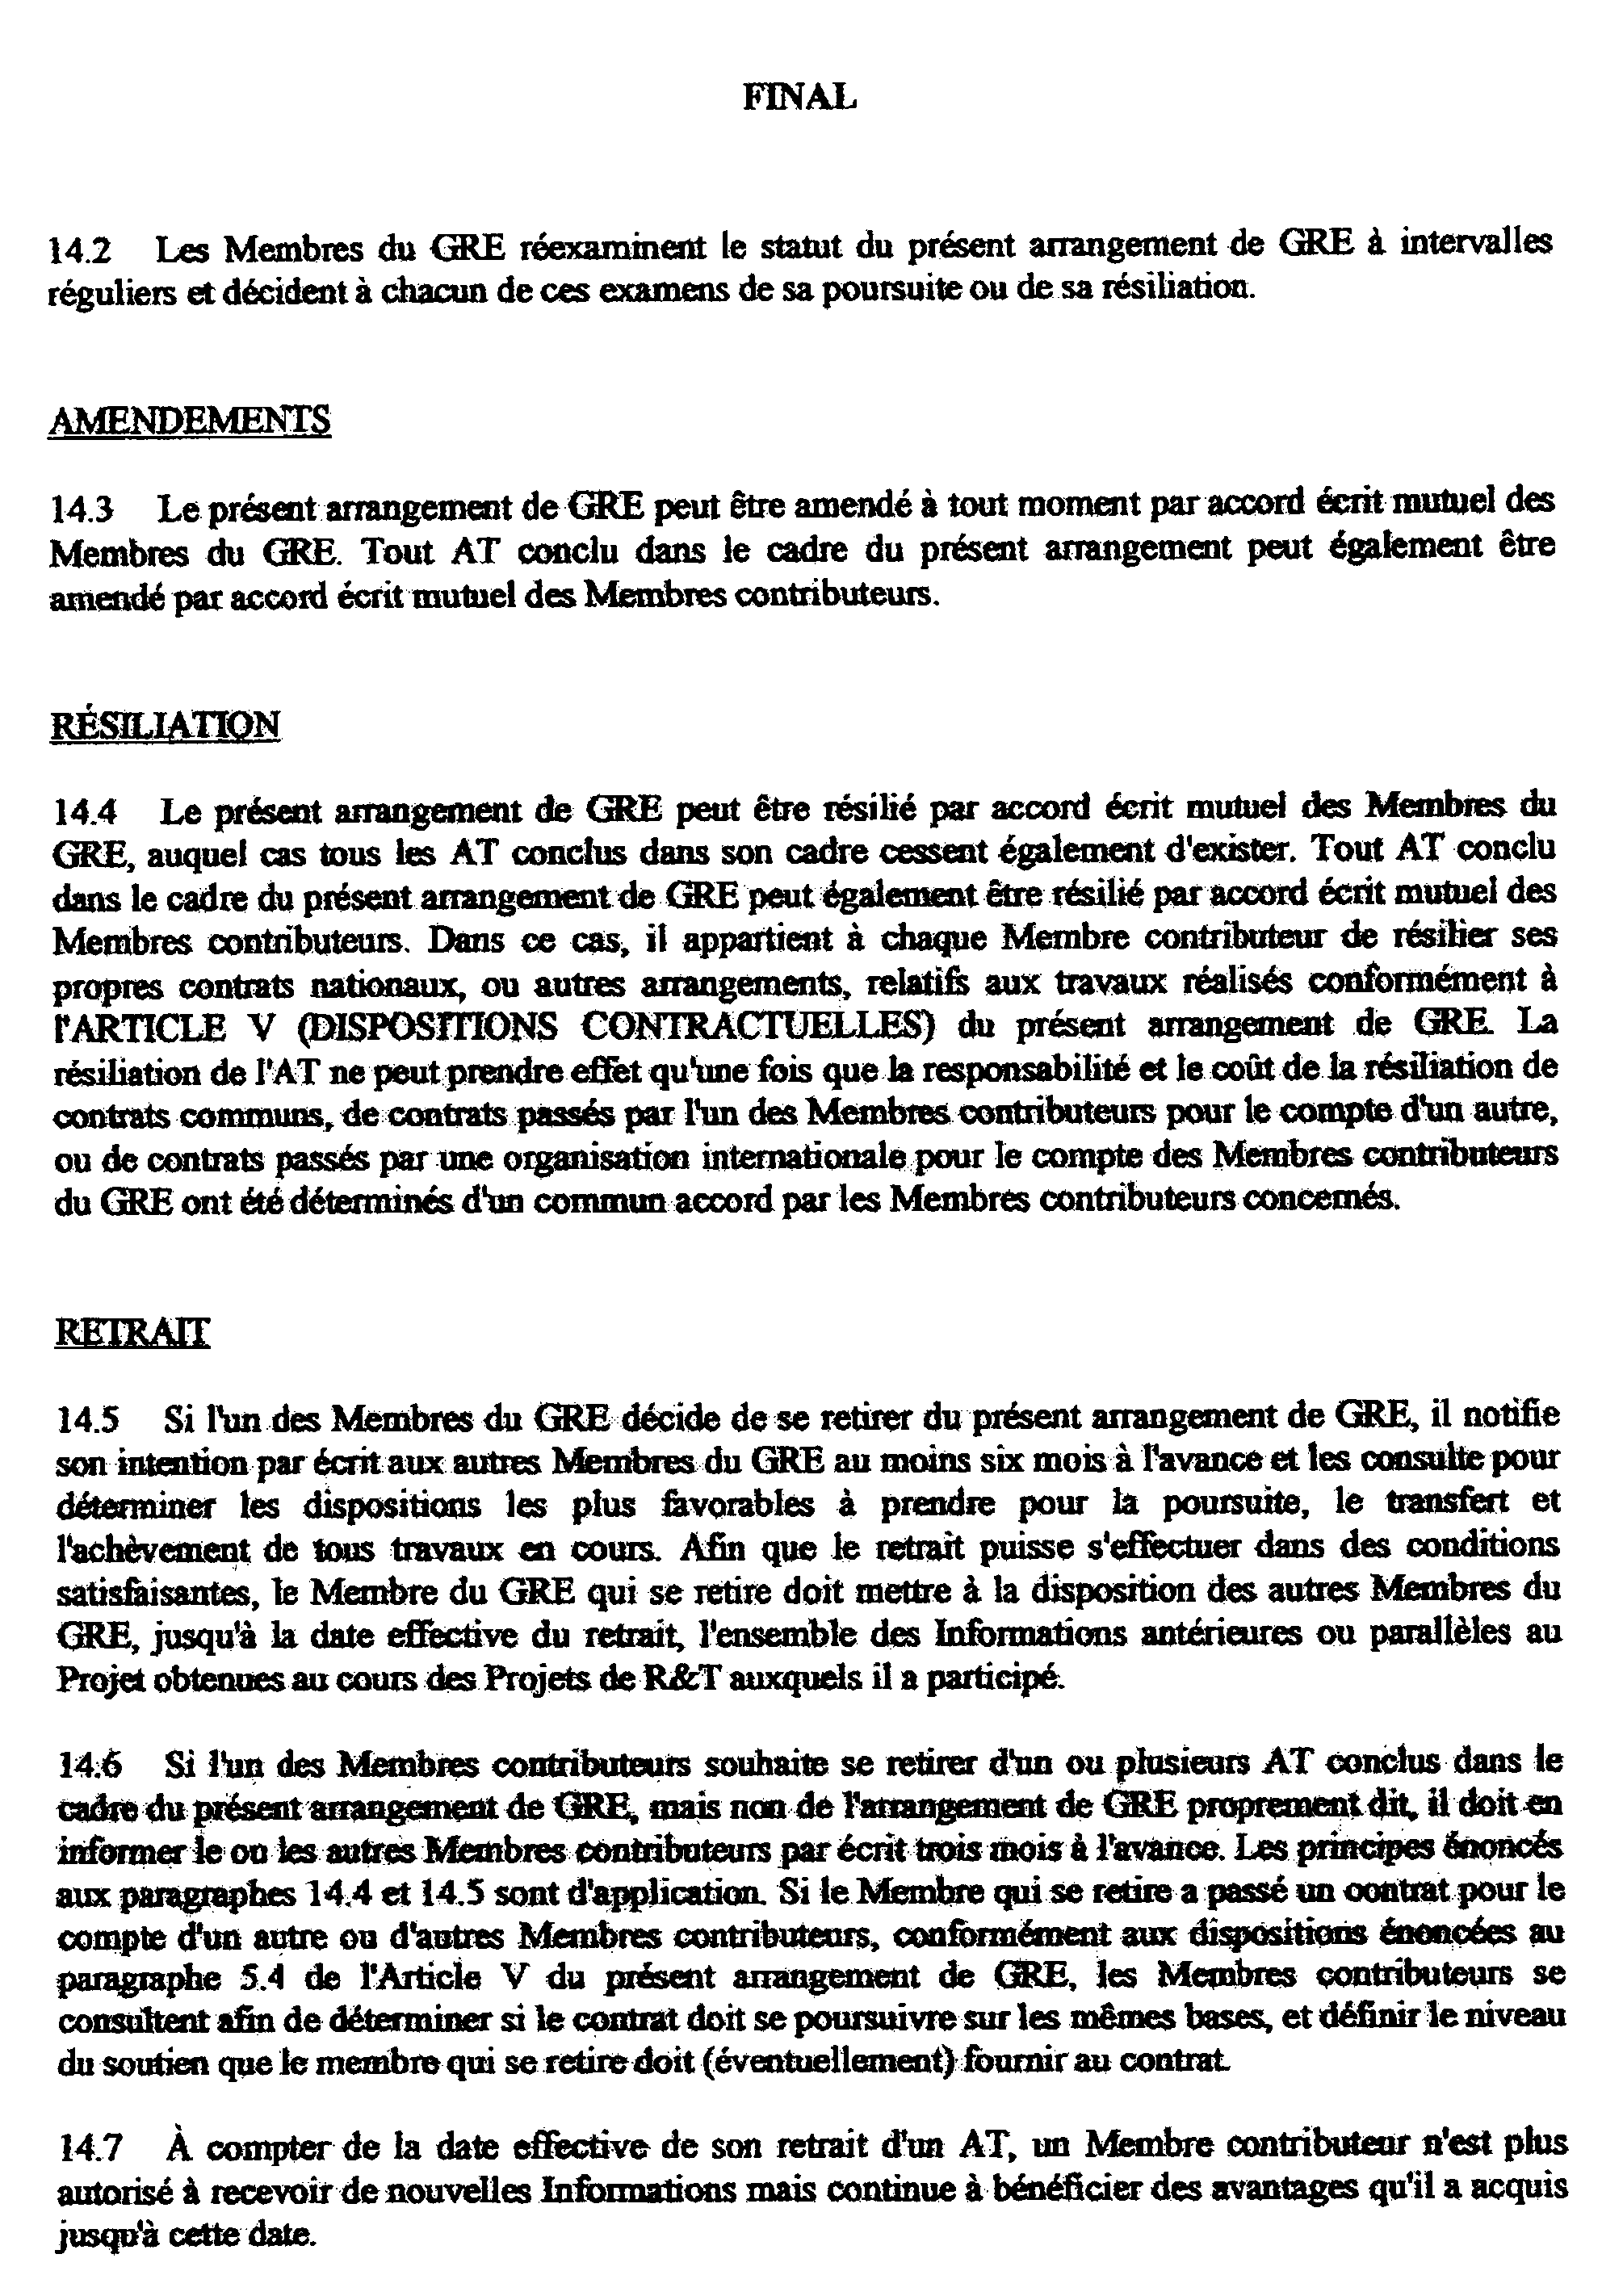 FINAL
14.2 Les Membres du GRE réexaminent le statut du présent arrangement de GRE à intervalles
réguliers et décident à chacun de ces examens de sa poursuite ou de sa résiliation.
AMENDEMENTS
14.3 Le présent arrangement de GRE peut être amendé à tout moment par accord écrit mutuel des
Membres du GRE. Tout AT conclu dans le cadre du présent arrangement peut également être
amendé par accord écrit mutuel des Membres contributeurs.
RÉSILIATION
14.4 Le présent arrangement de GRE peut être résilié par accord écrit mutuel des Membres du
GRE, auquel cas tous les AT conclus dans son cadre cessent également d'exister. Tout AT conclu
dans le cadre du présent arrangement de GRE peut également être résilié par accord écrit mutuel des
Membres contributeurs. Dans ce cas, il appartient à chaque Membre contributeur de résilier ses
propres contrats nationaux, ou autres arrangements, relatifs aux travaux réalisés conformément à
l'ARTICLE V (DISPOSITIONS CONTRACTUELLES) du présent arrangement de GRE. La
résiliation de l'AT ne peut prendre effet qu'une fois que la responsabilité et le coût de la résiliation de
contrats communs, de contrats passés par l'un des Membres contributeurs pour le compte d'un autre,
ou de contrats passés par une organisation internationale pour le compte des Membres contributeurs
du GRE ont été déterminés d'un commun accord par les Membres contributeurs concernés.
RETRAIT
14.5 Si l'un des Membres du GRE décide de se retirer du présent arrangement de GRE, il notifie
son intention par écrit aux autres Membres du GRE au moins six mois à l'avance et les consulte pour
déterminer les dispositions les plus favorables à prendre pour la poursuite, le transfert et
l'achèvement de tous travaux en cours. Afin que le retrait puisse s'effectuer dans des conditions
satisfaisantes, le Membre du GRE qui se retire doit mettre à la disposition des autres Membres du
GRE, jusqu'à la date effective du retrait, l'ensemble des Informations antérieures ou parallèles au
Projet obtenues au cours des Projets de R&T auxquels il a participé.
14.6 Si l'un des Membres contributeurs souhaite se retirer d'un ou plusieurs AT conclus dans le
cadre du présent arrangement de GRE, mais non de l'arrangement de GRE proprement dit, il doit en
informer le ou les autres Membres contributeurs par écrit trois mois à l'avance. Les principes énoncés
aux paragraphes 14.4 et 14.5 sont d'application. Si le Membre qui se retire a passé un contrat pour le
compte d'un autre ou d'autres Membres contributeurs, conformément aux dispositions énoncées au
paragraphe 5.4 de l'Article V du présent arrangement de GRE, les Membres contributeurs se
consultent afin de déterminer si le contrat doit se poursuivre sur les mêmes bases, et définir le niveau
du soutien que le membre qui se retire doit (éventuellement) fournir au contrat.
14.7 À compter de la date effective de son retrait d'un AT, un Membre contributeur n'est plus
autorisé à recevoir de nouvelles Informations mais continue à bénéficier des avantages qu'il a acquis
jusqu'à cette date.